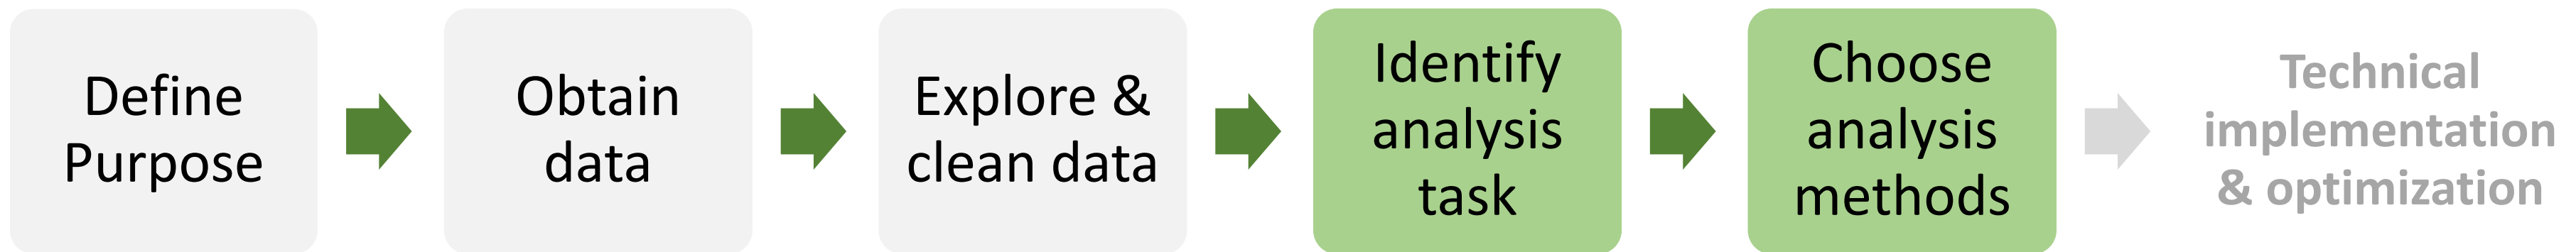 Define
Purpose
Obtain
data
Explore &
clean data
Identify
analysis
task
Choose
analysis
methods
Technical
implementation
& optimization